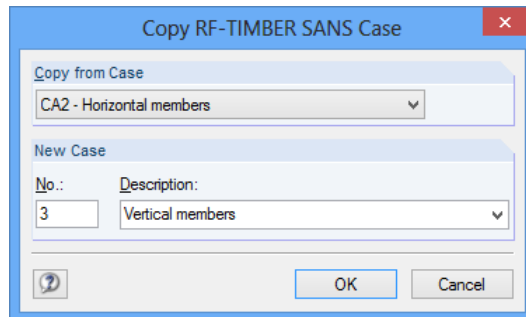 Copy RF-TIMBER SANS Case
Copy from Case
CA2 - Horizontal members
New Case
No.: Description:
3 Vertical members
OK Cancel